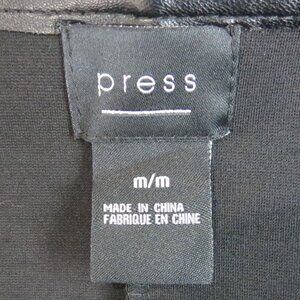 press
m/m
MADE IN CHINA
FABRIQUE EN CHINE